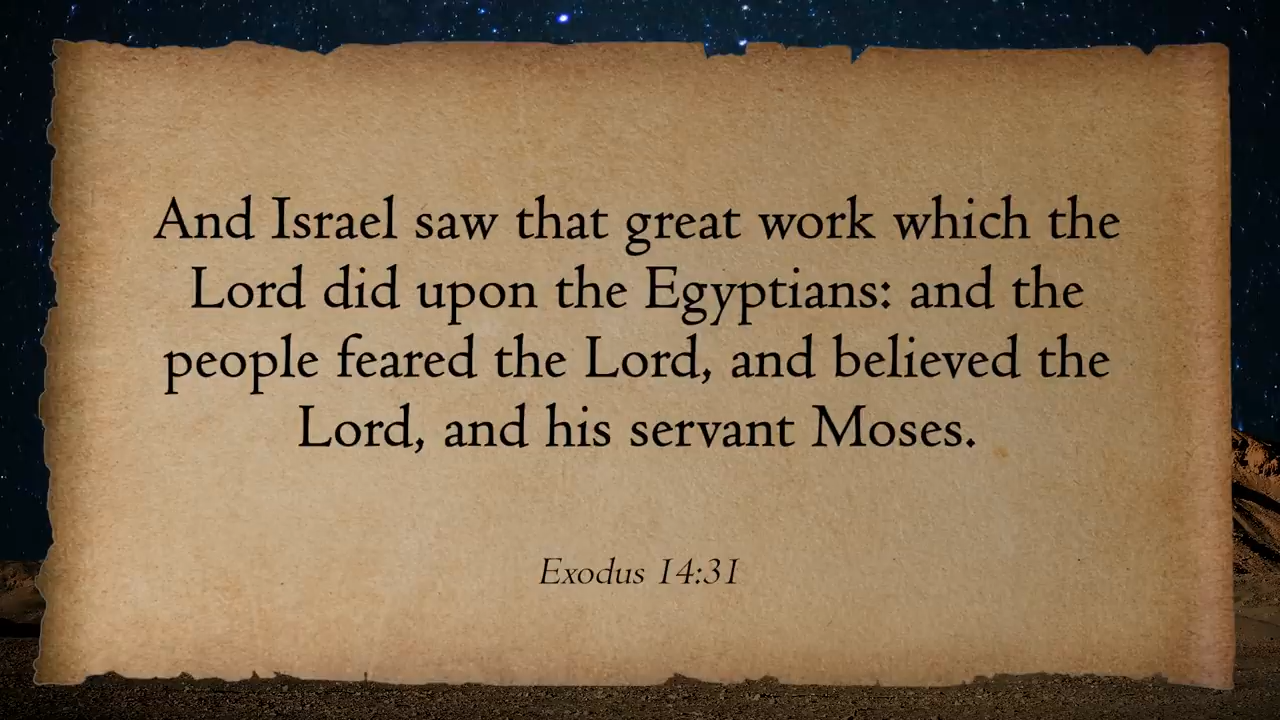 And Israel saw that great work which the
Lord did upon the Egyptians: and the
people feared the Lord, and believed the
Lord, and his servant Moses.
Exodus 14:31